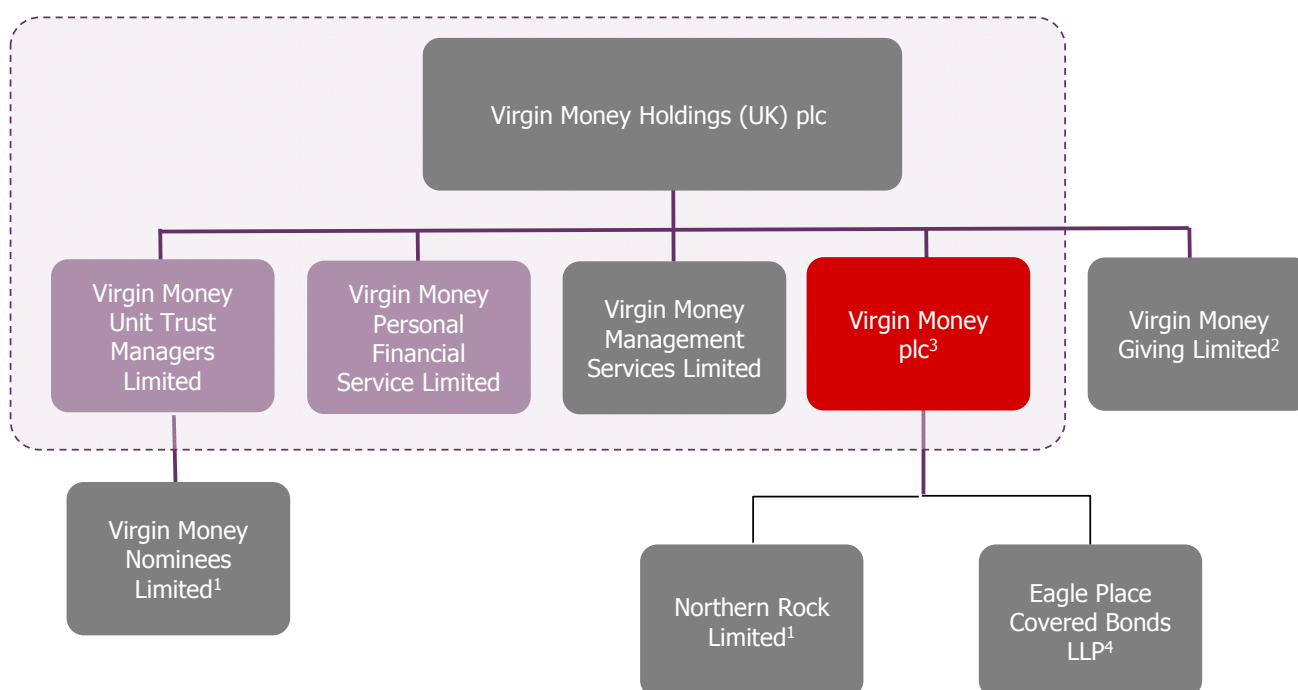 Virgin Money Holdings (UK) plc
Virgin Money
Unit Trust
Managers
Limited
Virgin Money
Personal
Financial
Service Limited
Virgin Money
Management
Services Limited
Virgin Money
plc³
Virgin Money
Giving Limited²
Virgin Money
Nominees
Limited¹
Northern Rock
Limited¹
Eagle Place
Covered Bonds
LLP⁴